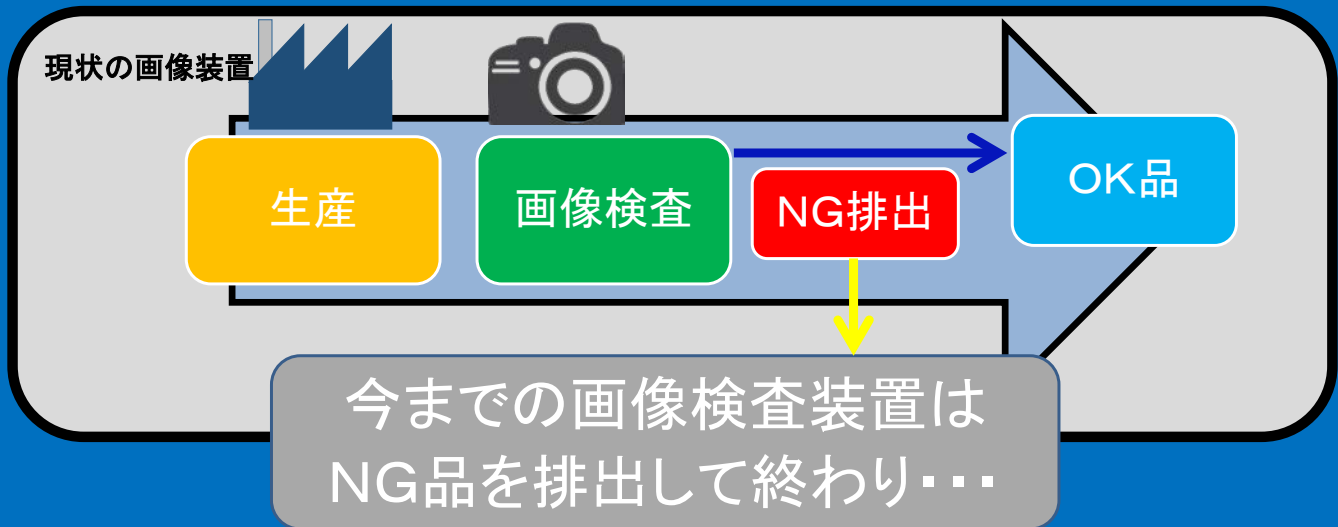 現状の画像装置
生産
画像検査
NG排出
OK品
今までの画像検査装置は
NG品を排出して終わり・・・